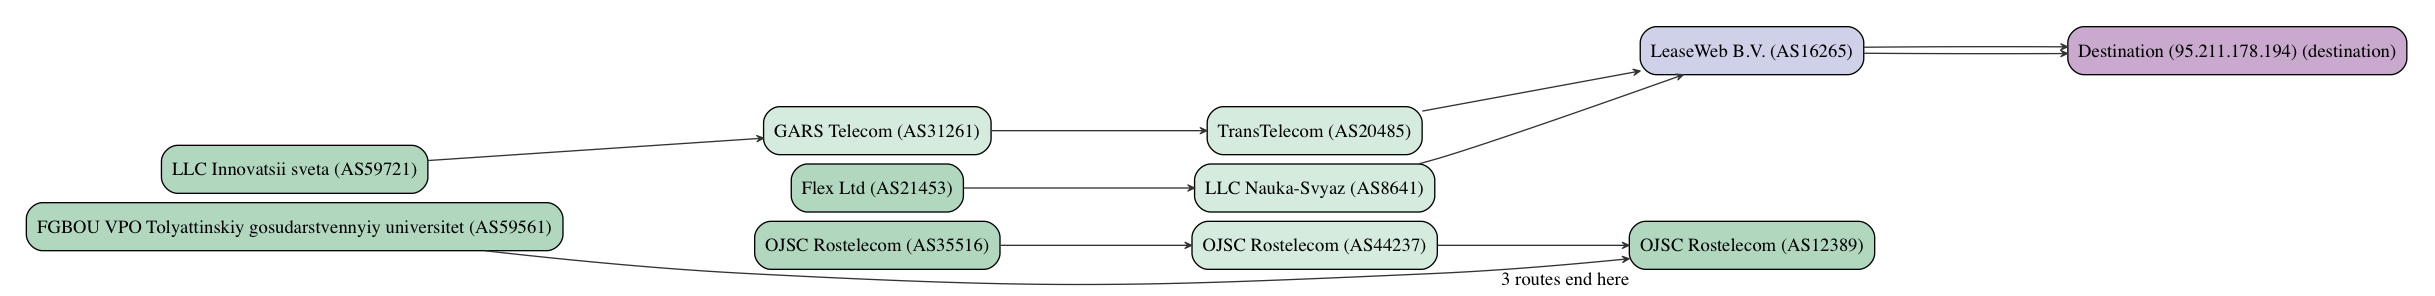 LeaseWeb B.V. (AS16265)
Destination (95.211.178.194) (destination)
GARS Telecom (AS31261)
TransTelecom (AS20485)
LLC Innovatsii sveta (AS59721)
Flex Ltd (AS21453)
LLC Nauka-Svyaz (AS8641)
FGBOU VPO Tolyattinskiy gosudarstvennyiy universitet (AS59561)
OJSC Rostelecom (AS35516)
OJSC Rostelecom (AS44237)
OJSC Rostelecom (AS12389)
3 routes end here